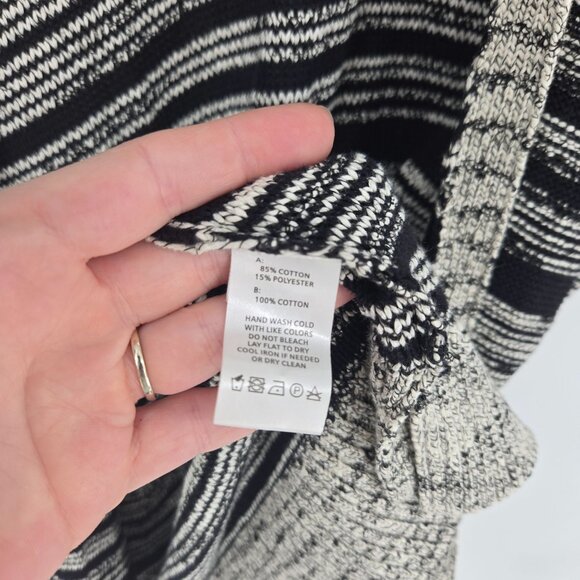 A:
85% COTTON
15% POLYESTER
B:
100% COTTON
HAND WASH COLD
WITH LIKE COLORS
DO NOT BLEACH
LAY FLAT TO DRY
COOL IRON IF NEEDED
OR DRY CLEAN